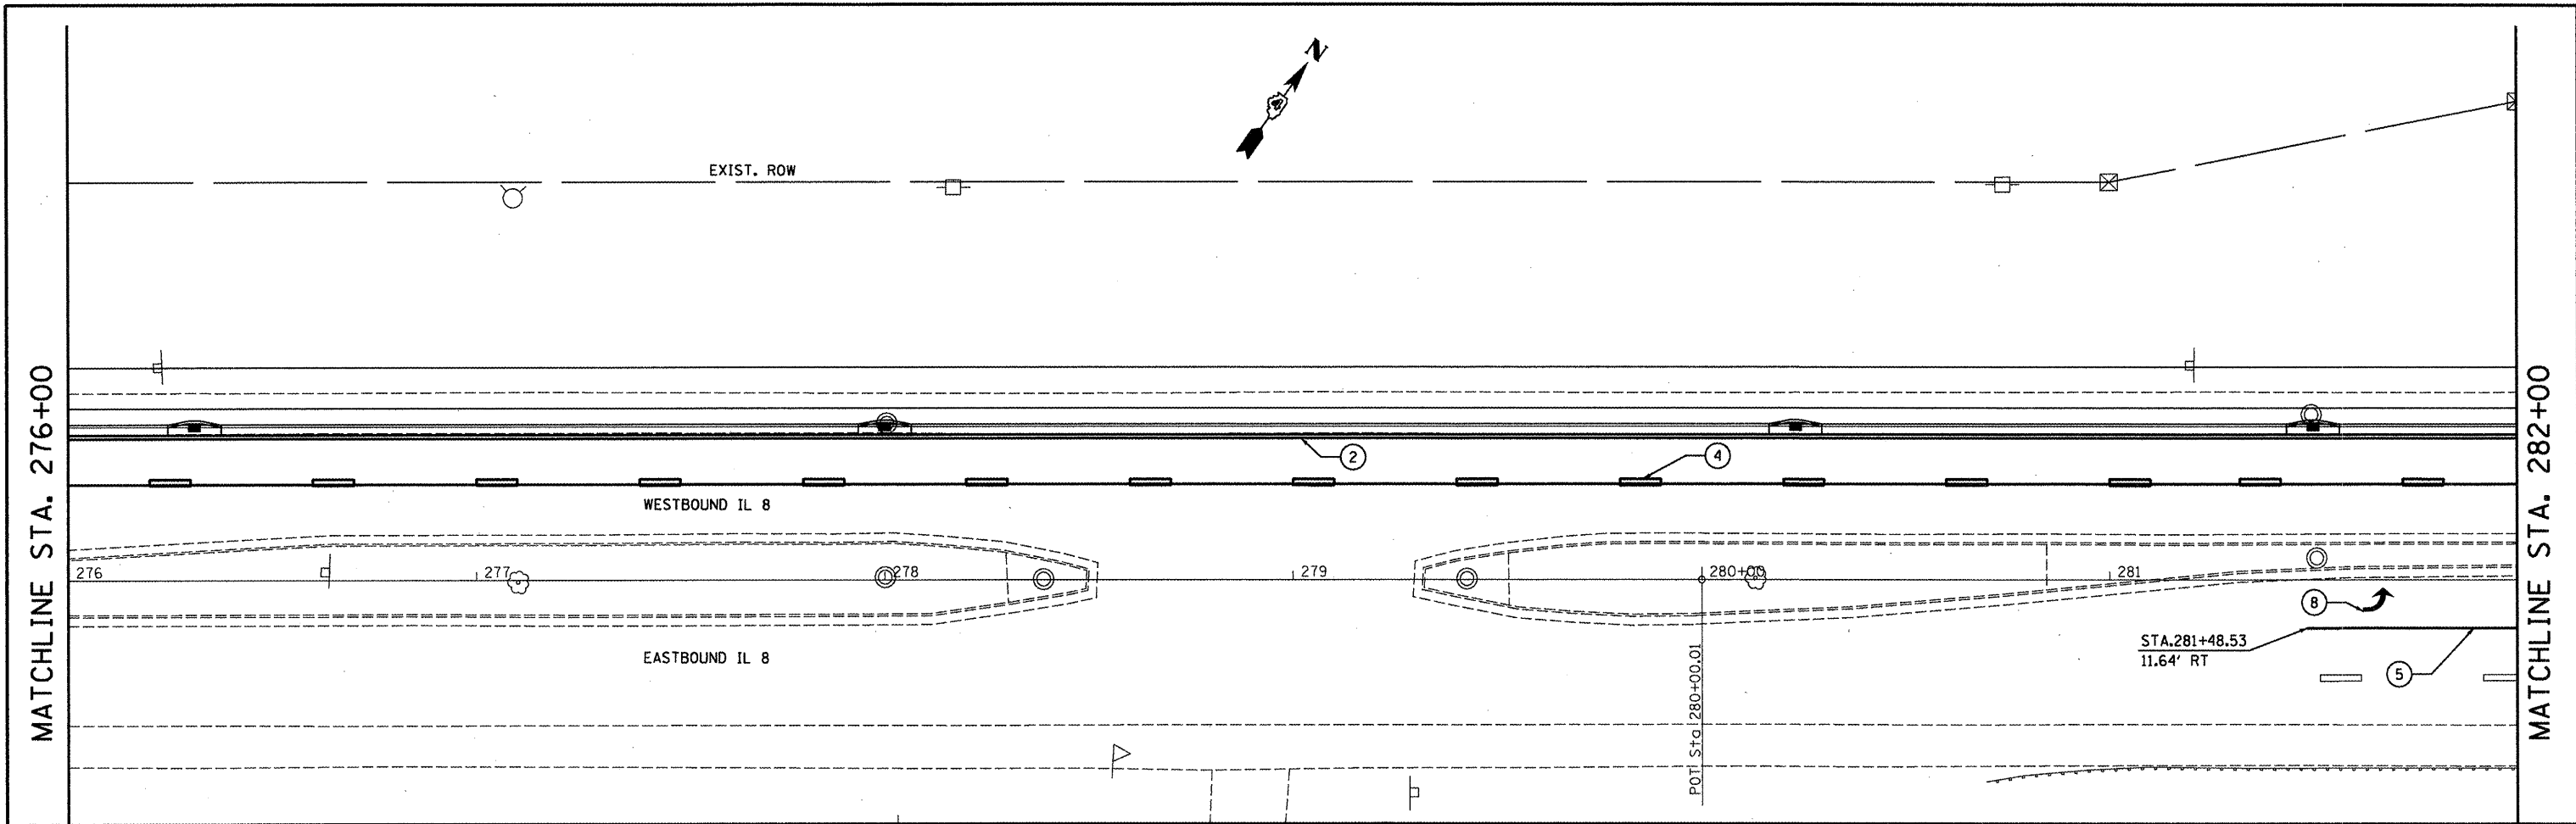 N
EXIST. ROW
MATCHLINE STA. 276+00
MATCHLINE STA. 282+00
2
4
WESTBOUND IL 8
276
277
278
279
280+00
281
8
STA.281+48.53
11.64' RT
5
EASTBOUND IL 8
POT Sta 280+00.01